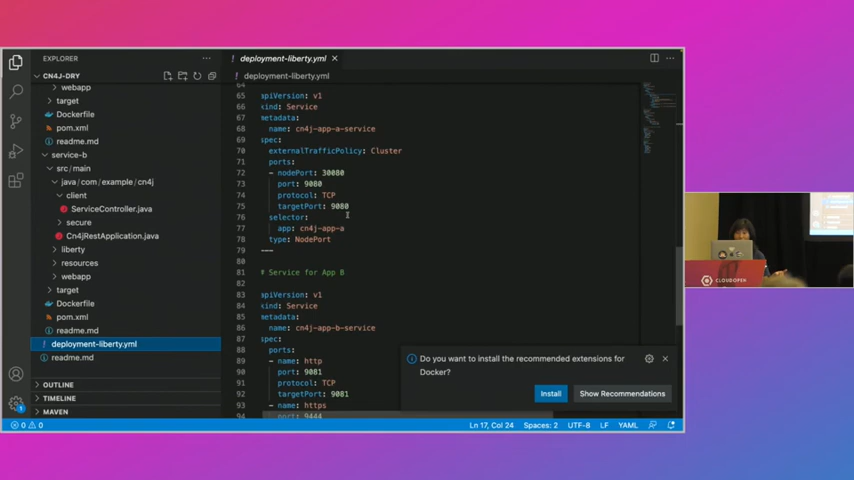 EXPLORER
CN4J-DRY
webapp
target
Dockerfile
pom.xml
readme.md
service-b
src/main
java/com/example/cn4j
client
ServiceController.java
secure
Cn4jRestApplication.java
liberty
resources
webapp
target
Dockerfile
pom.xml
readme.md
! deployment-liberty.yml
readme.md
OUTLINE
TIMELINE
MAVEN
! deployment-liberty.yml ×
! deployment-liberty.yml
64
65 apiVersion: v1
66 kind: Service
67 metadata:
68 name: cn4j-app-a-service
69 spec:
70 externalTrafficPolicy: Cluster
71 ports:
72 - nodePort: 30080
73 port: 9080
74 protocol: TCP
75 targetPort: 9080
76 selector:
77 app: cn4j-app-a
78 type: NodePort
79 ---
80
81 # Service for App B
82
83 apiVersion: v1
84 kind: Service
85 metadata:
86 name: cn4j-app-b-service
87 spec:
88 ports:
89 - name: http
90 port: 9081
91 protocol: TCP
92 targetPort: 9081
93 - name: https
94 port: 9444
Do you want to install the recommended extensions for
Docker?
Install
Show Recommendations
0 0
Ln 17, Col 24
Spaces: 2
UTF-8
LF
YAML
1
CLOUDOPEN